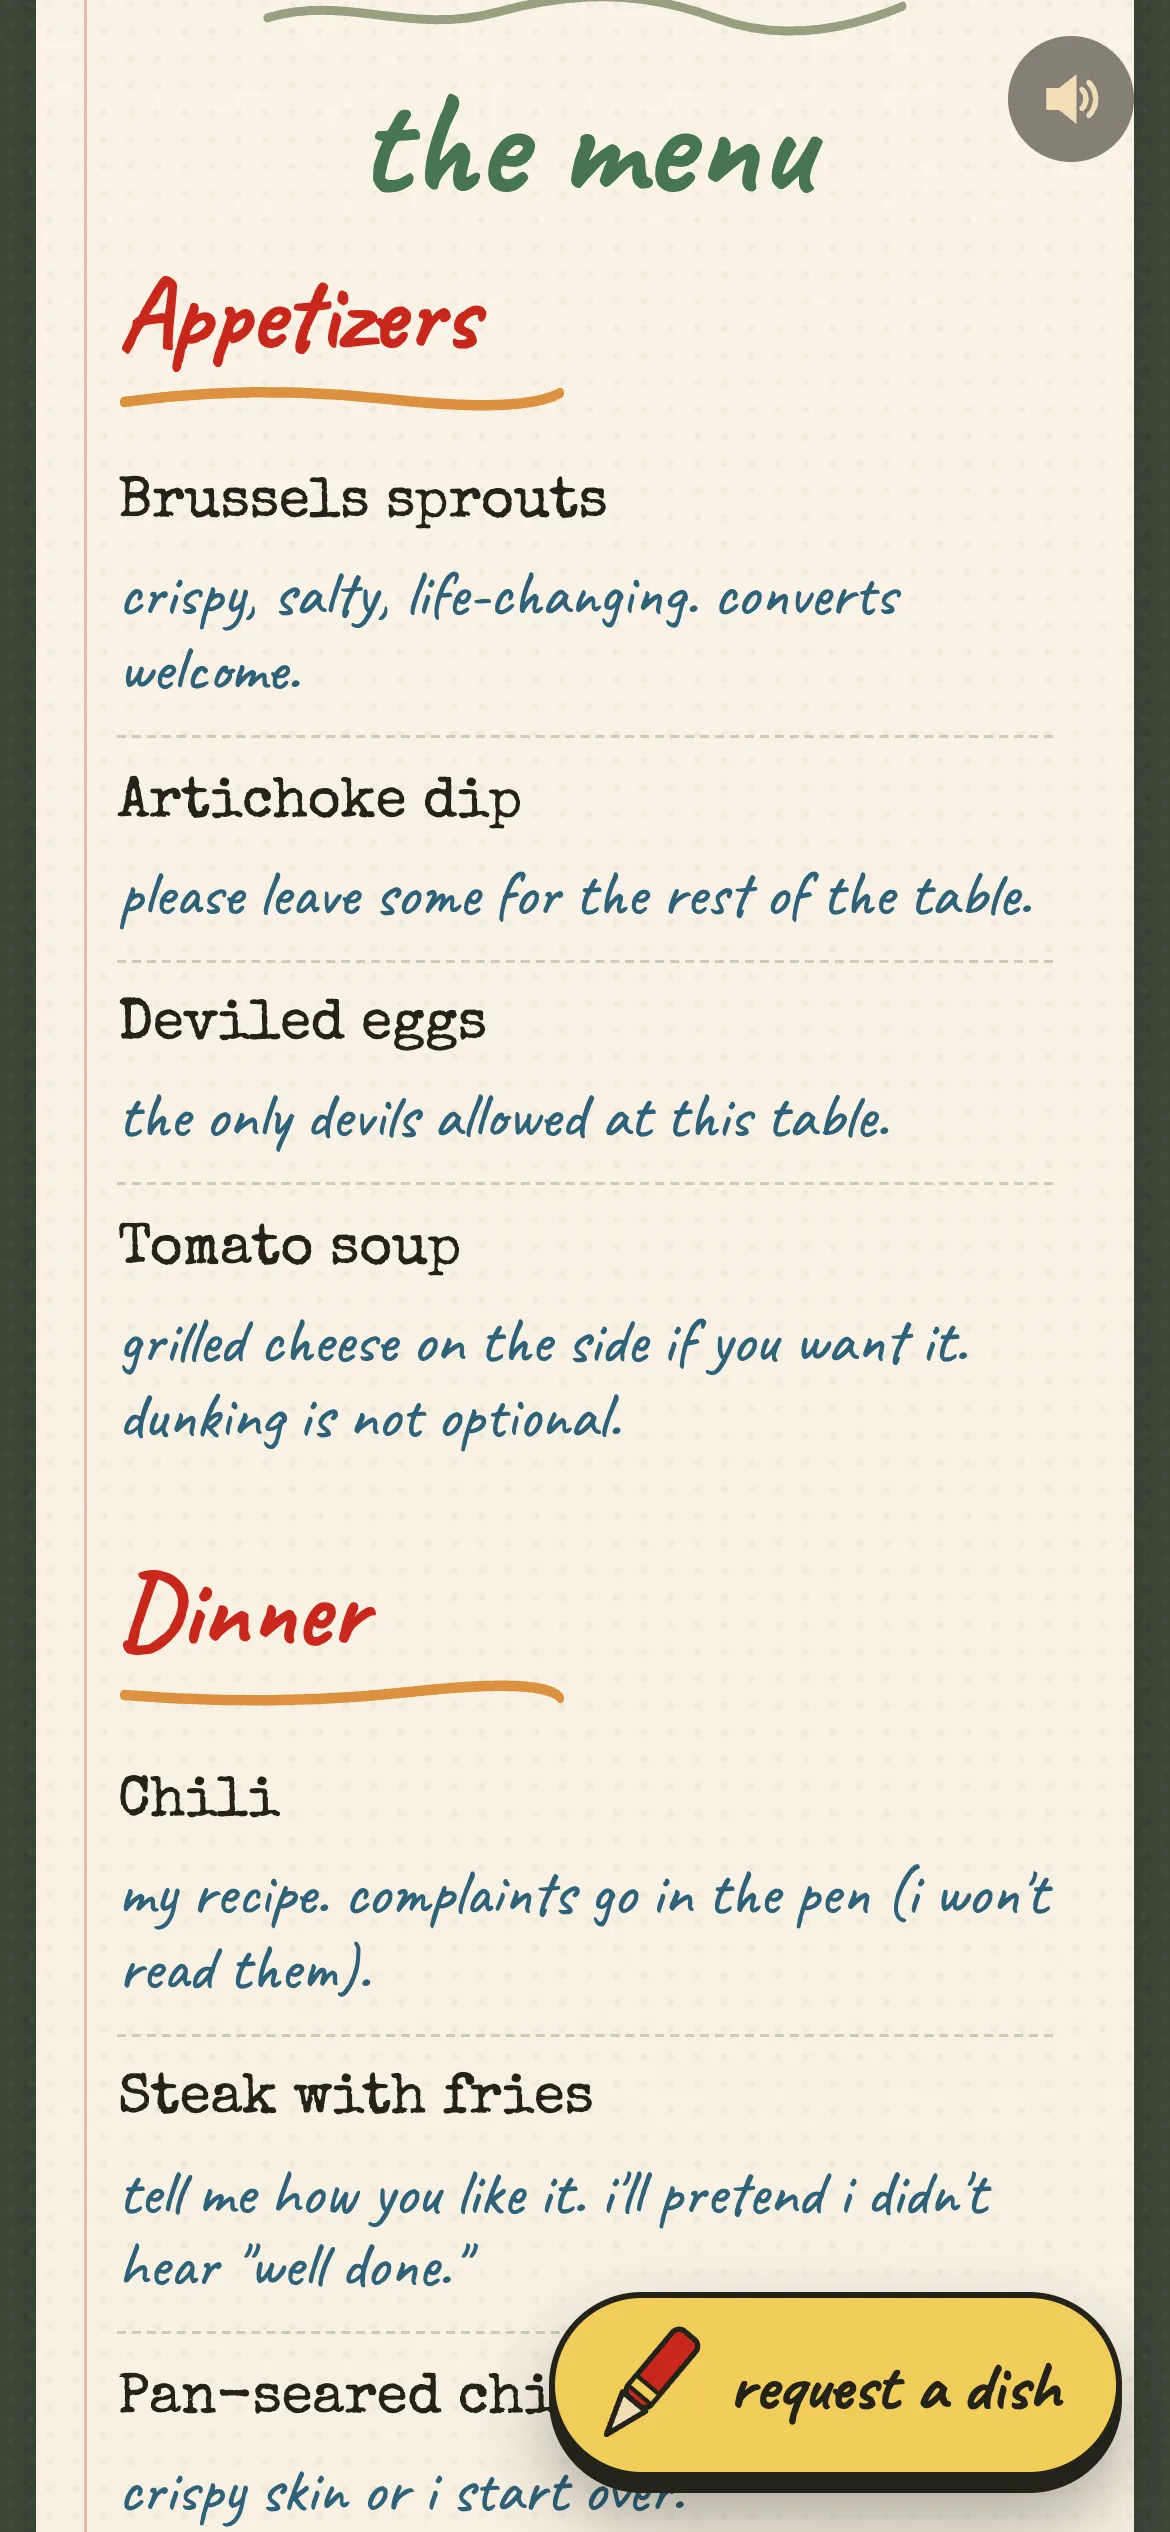 the menu
Appetizers
Brussels sprouts
crispy, salty, life-changing. converts
welcome.
Artichoke dip
please leave some for the rest of the table.
Deviled eggs
the only devils allowed at this table.
Tomato soup
grilled cheese on the side if you want it.
dunking is not optional.
Dinner
Chili
my recipe. complaints go in the pen (i won't
read them).
Steak with fries
tell me how you like it. i'll pretend i didn't
hear "well done."
Pan-seared
request a dish
crispy skin or i start over.